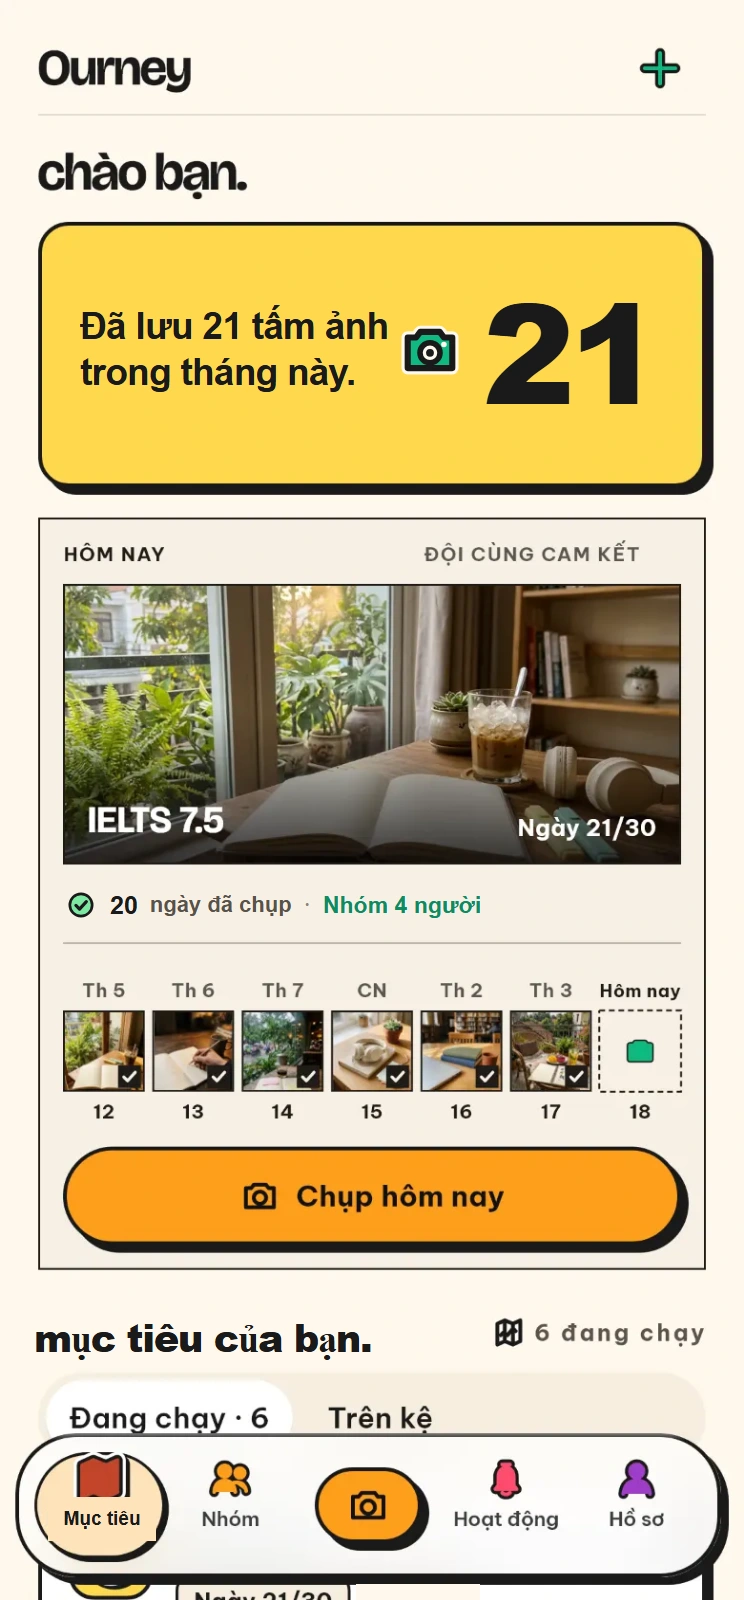 Ourney
chào bạn.
Đã lưu 21 tấm ảnh
trong tháng này.
21
HÔM NAY
ĐỘI CÙNG CAM KẾT
IELTS 7.5
Ngày 21/30
20 ngày đã chụp · Nhóm 4 người
Th 5 Th 6 Th 7 CN Th 2 Th 3 Hôm nay
12 13 14 15 16 17 18
Chụp hôm nay
mục tiêu của bạn.
6 đang chạy
Đang chạy · 6
Trên kệ
Mục tiêu Nhóm Hoạt động Hồ sơ
Ngày 21/30